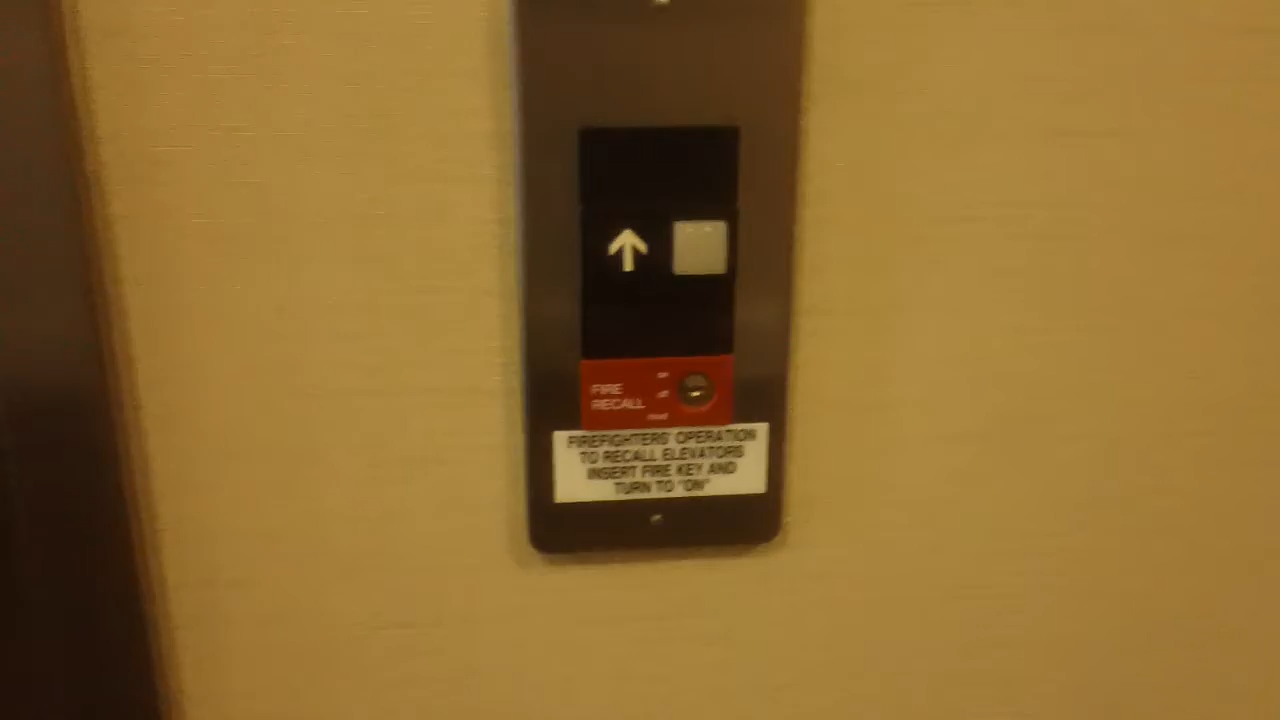 FIRE
RECALL
FIREFIGHTERS' OPERATION
TO RECALL ELEVATORS
INSERT FIRE KEY AND
TURN TO "ON"